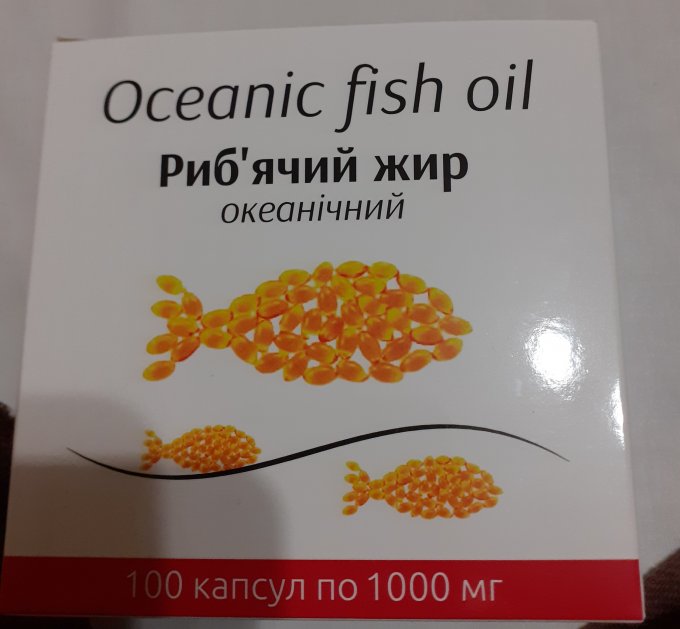 Oceanic fish oil
Риб'ячий жир
океанічний
100 капсул по 1000 мг